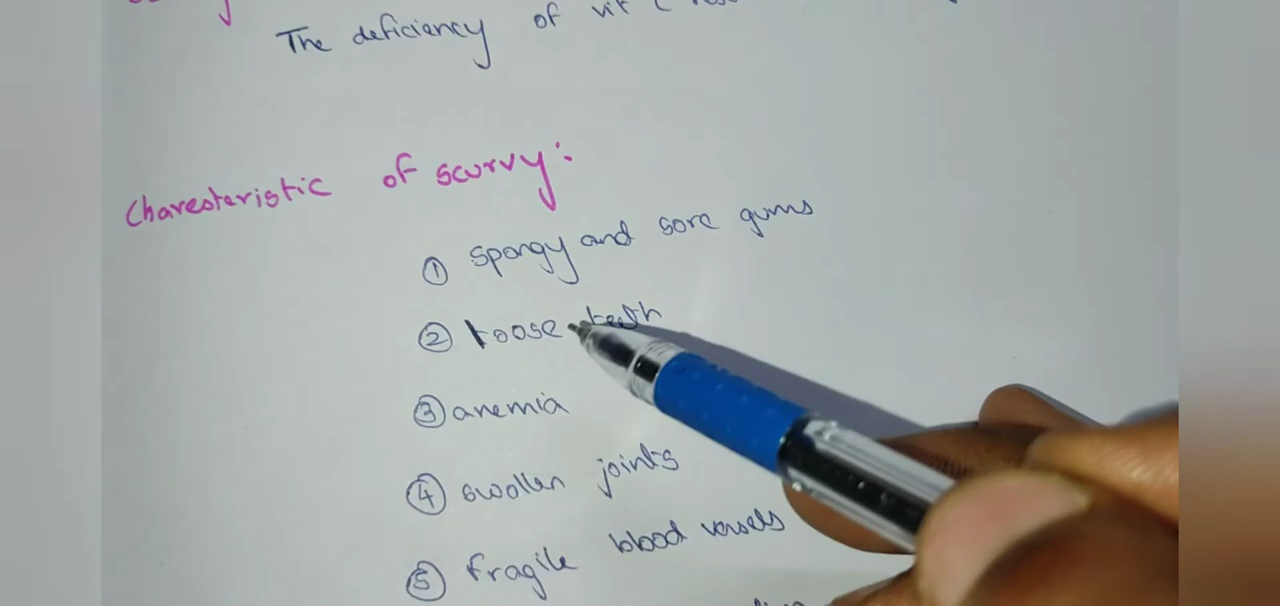 The deficiency of vit C
Charesteristic of scurvy:
① spongy and sore gums
② loose teeth
③ anemia
④ swollen joints
⑤ fragile blood vessels